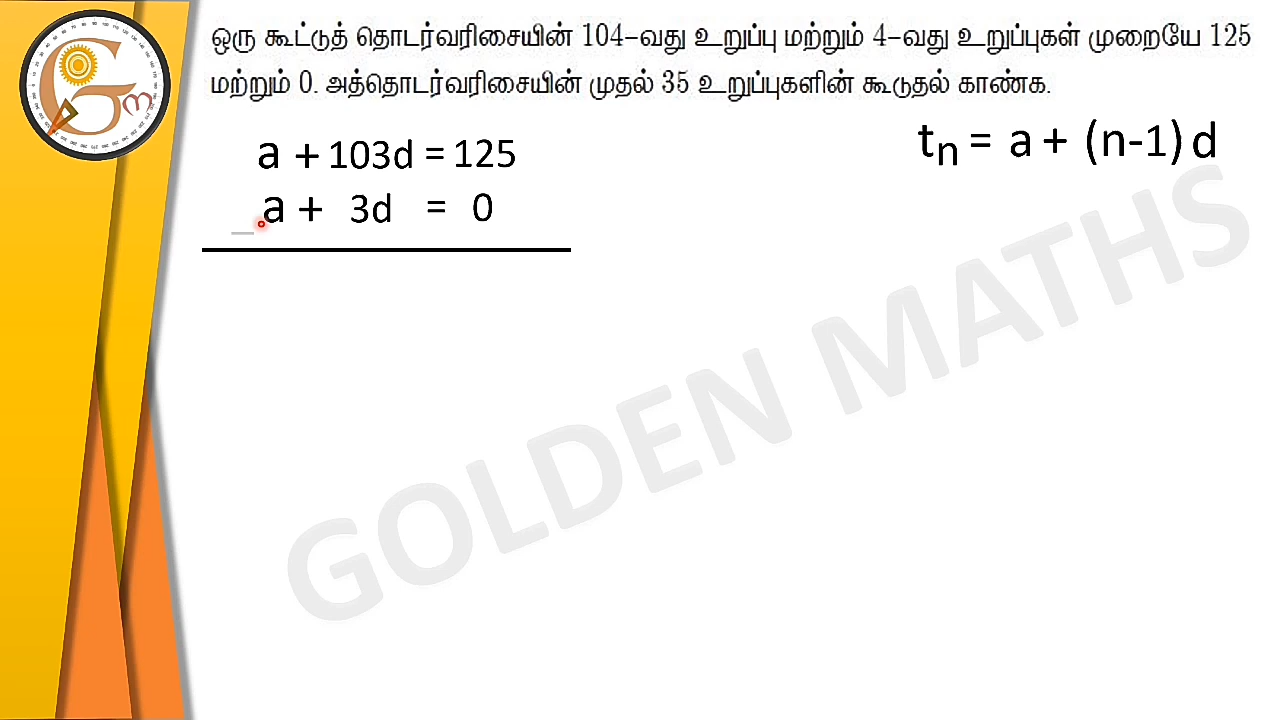 ஒரு கூட்டுத் தொடர்வரிசையின் 104–வது உறுப்பு மற்றும் 4–வது உறுப்புகள் முறையே 125
மற்றும் 0. அத்தொடர்வரிசையின் முதல் 35 உறுப்புகளின் கூடுதல் காண்க.
a + 103d = 125
tn = a + (n-1) d
a + 3d = 0
GOLDEN MATHS